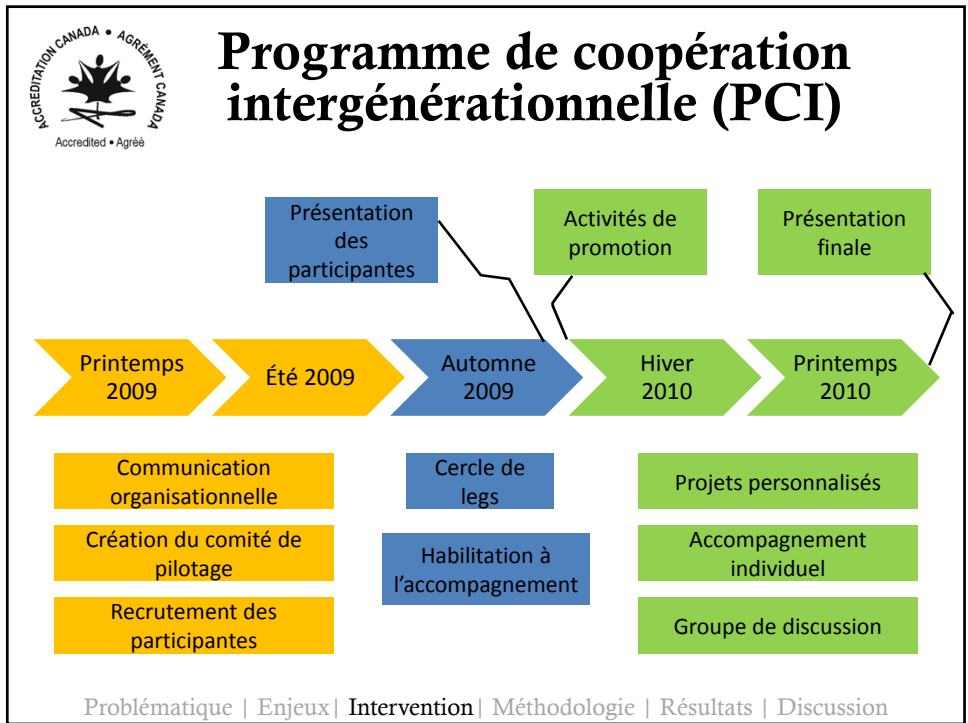 ACCREDITATION CANADA • AGRÉMENT CANADA
Accredited • Agréé
Programme de coopération
intergénérationnelle (PCI)
Présentation
des
participantes
Activités de
promotion
Présentation
finale
Printemps
2009
Été 2009
Automne
2009
Hiver
2010
Printemps
2010
Communication
organisationnelle
Création du comité de
pilotage
Recrutement des
participantes
Cercle de
legs
Habilitation à
l’accompagnement
Projets personnalisés
Accompagnement
individuel
Groupe de discussion
Problématique | Enjeux| Intervention| Méthodologie | Résultats | Discussion